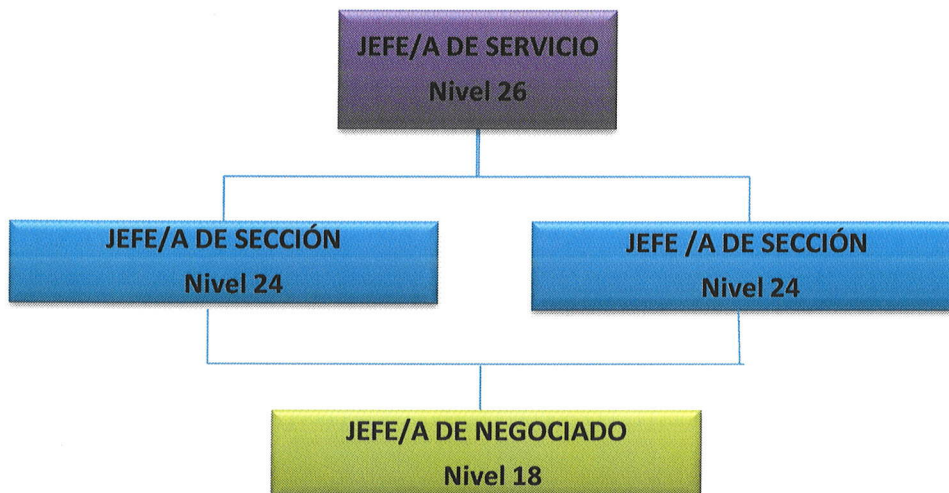 JEFE/A DE SERVICIO
Nivel 26
JEFE/A DE SECCIÓN
Nivel 24
JEFE /A DE SECCIÓN
Nivel 24
JEFE/A DE NEGOCIADO
Nivel 18